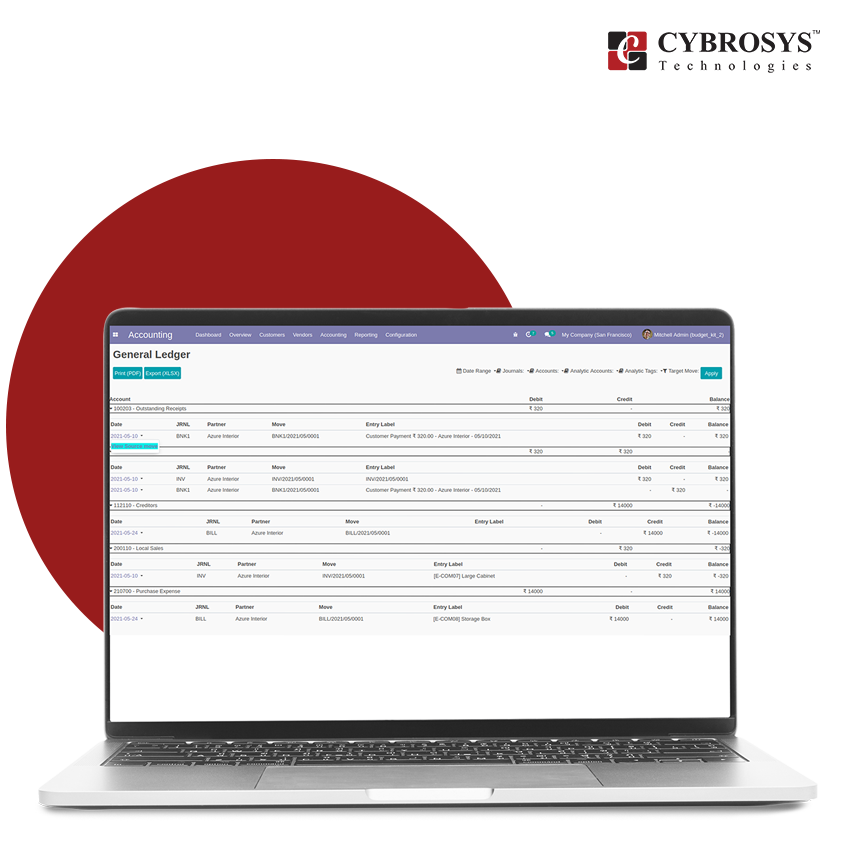 CYBROSYS™
Technologies
Accounting Dashboard Overview Customers Vendors Accounting Reporting Configuration My Company (San Francisco) Mitchell Admin (budget_kit_2)
General Ledger
Print (PDF) Export (XLSX) Date Range Journals: Accounts: Analytic Accounts: Analytic Tags: Target Move: Apply
Account Debit Credit Balance
100203 - Outstanding Receipts ₹ 320 - ₹ 320
Date JRNL Partner Move Entry Label Debit Credit Balance
2021-05-10 BNK1 Azure Interior BNK1/2021/05/0001 Customer Payment ₹ 320.00 - Azure Interior - 05/10/2021 ₹ 320 - ₹ 320
₹ 320 ₹ 320
Date JRNL Partner Move Entry Label Debit Credit Balance
2021-05-10 INV Azure Interior INV/2021/05/0001 INV/2021/05/0001 ₹ 320 - ₹ 320
2021-05-10 BNK1 Azure Interior BNK1/2021/05/0001 Customer Payment ₹ 320.00 - Azure Interior - 05/10/2021 - ₹ 320 -
112110 - Creditors - ₹ 14000 ₹ -14000
Date JRNL Partner Move Entry Label Debit Credit Balance
2021-05-24 BILL Azure Interior BILL/2021/05/0001 - ₹ 14000 ₹ -14000
200110 - Local Sales - ₹ 320 ₹ -320
Date JRNL Partner Move Entry Label Debit Credit Balance
2021-05-10 INV Azure Interior INV/2021/05/0001 [E-COM07] Large Cabinet - ₹ 320 ₹ -320
210700 - Purchase Expense ₹ 14000 - ₹ 14000
Date JRNL Partner Move Entry Label Debit Credit Balance
2021-05-24 BILL Azure Interior BILL/2021/05/0001 [E-COM08] Storage Box ₹ 14000 - ₹ 14000